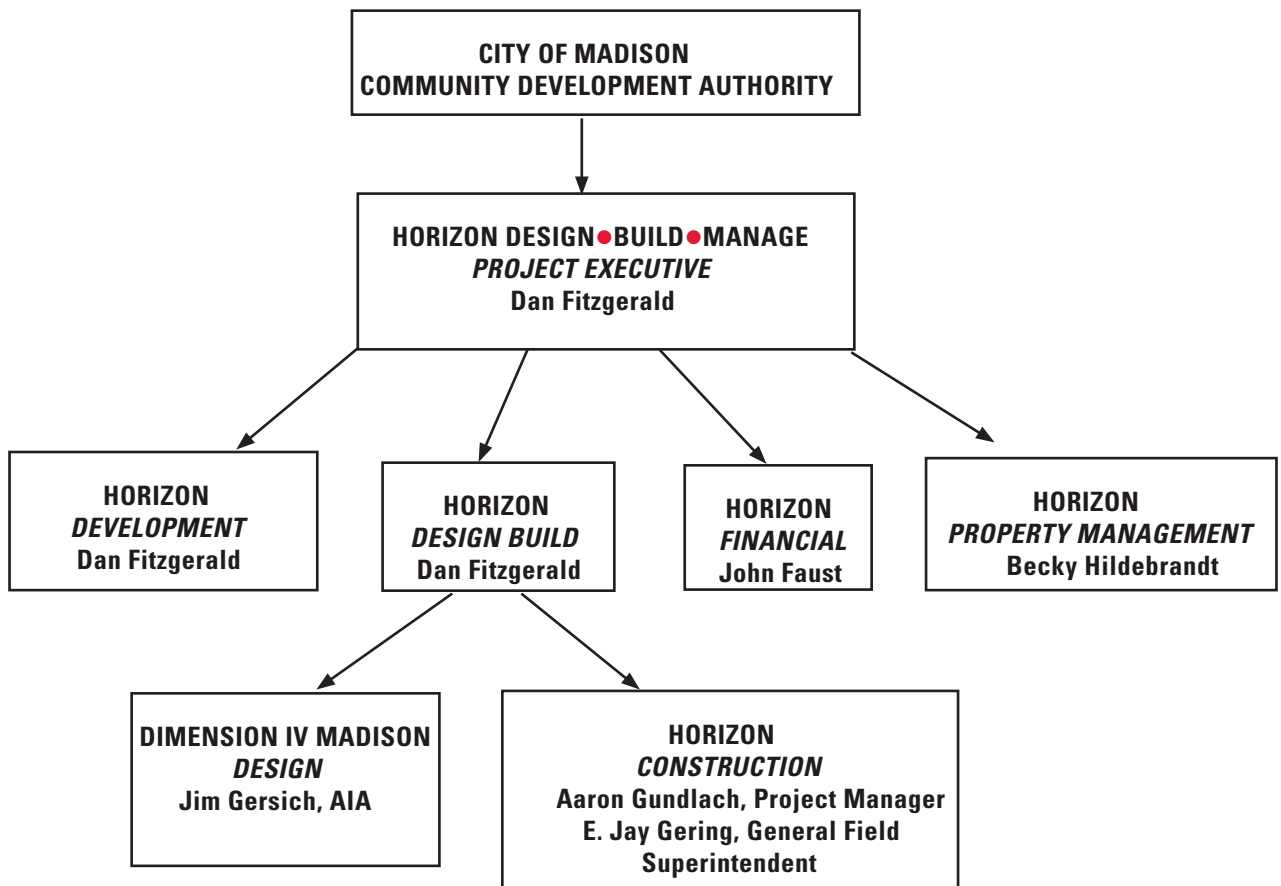 CITY OF MADISON
COMMUNITY DEVELOPMENT AUTHORITY
HORIZON DESIGN●BUILD●MANAGE
PROJECT EXECUTIVE
Dan Fitzgerald
HORIZON
DEVELOPMENT
Dan Fitzgerald
HORIZON
DESIGN BUILD
Dan Fitzgerald
HORIZON
FINANCIAL
John Faust
HORIZON
PROPERTY MANAGEMENT
Becky Hildebrandt
DIMENSION IV MADISON
DESIGN
Jim Gersich, AIA
HORIZON
CONSTRUCTION
Aaron Gundlach, Project Manager
E. Jay Gering, General Field
Superintendent